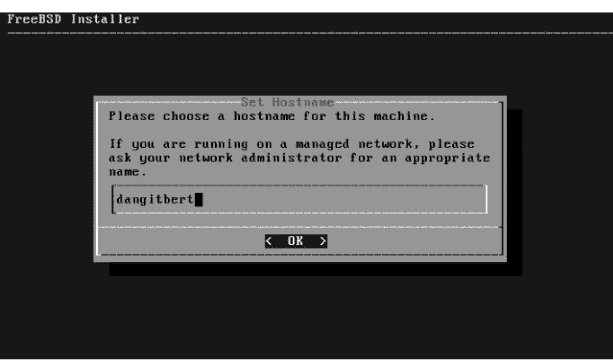 FreeBSD Installer
Set Hostname
Please choose a hostname for this machine.
If you are running on a managed network, please
ask your network administrator for an appropriate
name.
dangitbert
< OK >